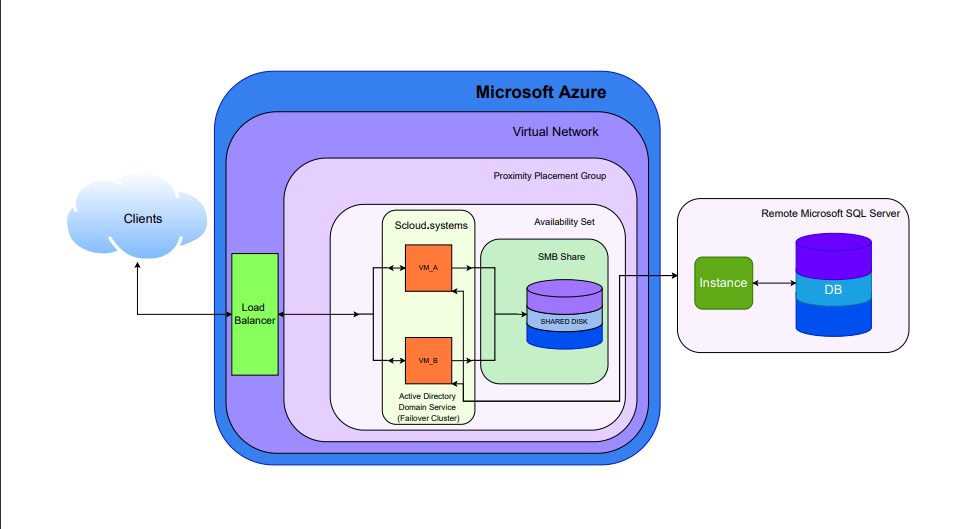 Microsoft Azure
Virtual Network
Proximity Placement Group
Availability Set
Scloud.systems
SMB Share
VM_A
SHARED DISK
VM_B
Active Directory
Domain Service
(Failover Cluster)
Clients
Load
Balancer
Remote Microsoft SQL Server
Instance
DB